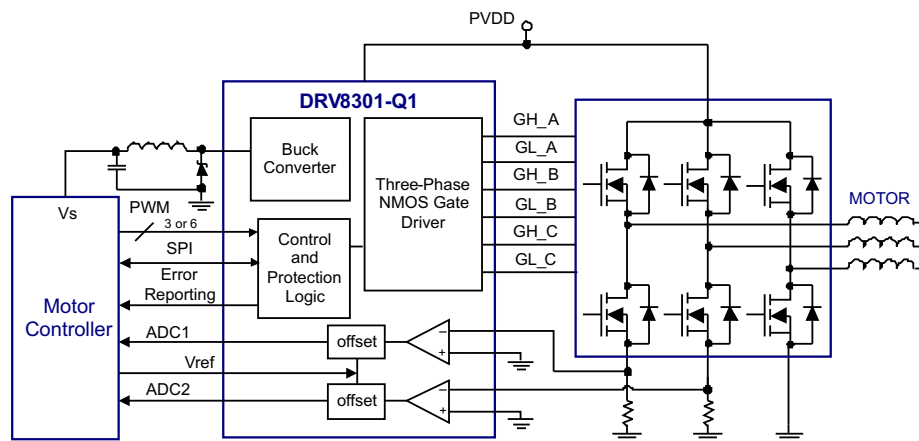 PVDD
DRV8301-Q1
GH_A
Buck
Converter
GL_A
Three-Phase
NMOS Gate
Driver
GH_B
MOTOR
Vs
PWM
GL_B
3 or 6
Control
and
Protection
Logic
GH_C
SPI
GL_C
Error
Reporting
Motor
Controller
ADC1
offset
−
+
Vref
ADC2
offset
−
+